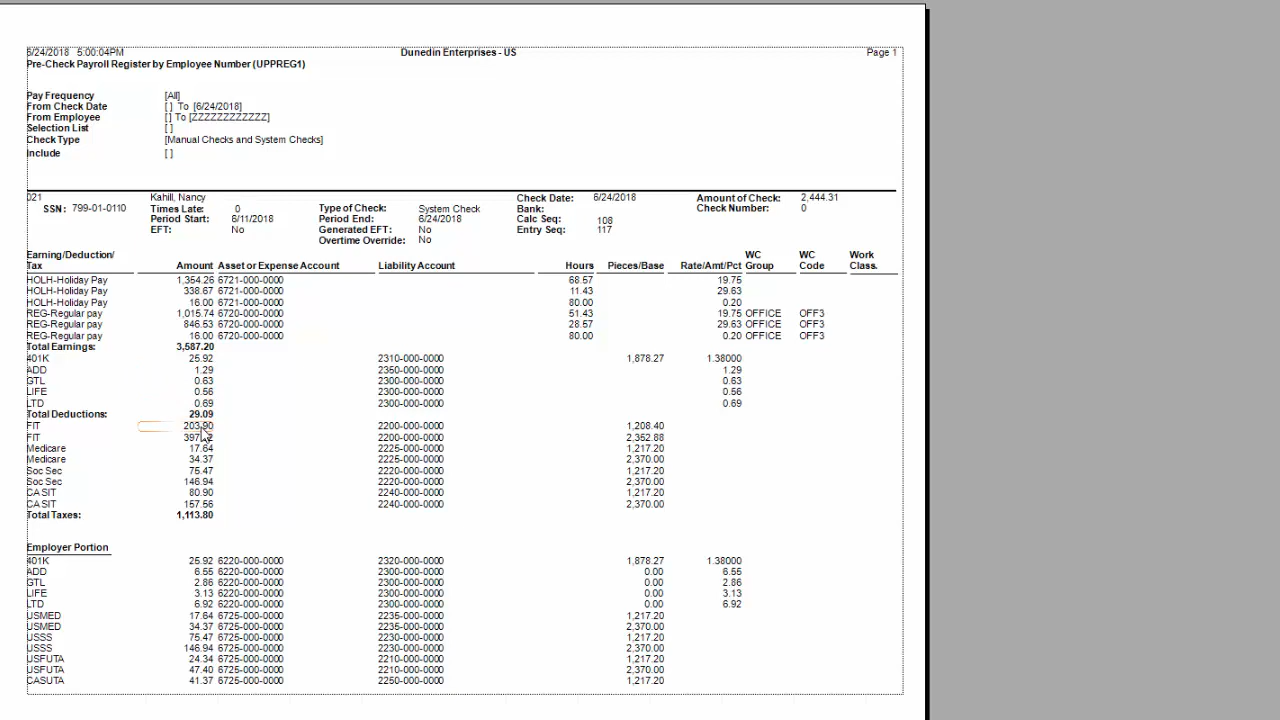 6/24/2018 5:00:04PM Dunedin Enterprises - US Page 1
Pre-Check Payroll Register by Employee Number (UPPREG1)
Pay Frequency [All]
From Check Date [ ] To [6/24/2018]
From Employee [ ] To [ZZZZZZZZZZZZ]
Selection List [ ]
Check Type [Manual Checks and System Checks]
Include [ ]
021 Kahill, Nancy Check Date: 6/24/2018 Amount of Check: 2,444.31
SSN: 799-01-0110 Times Late: 0 Type of Check: System Check Bank: Check Number: 0
Period Start: 6/11/2018 Period End: 6/24/2018 Calc Seq: 108
EFT: No Generated EFT: No Entry Seq: 117
Overtime Override: No
Earning/Deduction/ WC WC Work
Tax Amount Asset or Expense Account Liability Account Hours Pieces/Base Rate/Amt/Pct Group Code Class.
HOLH-Holiday Pay 1,354.26 6721-000-0000 68.57 19.75
HOLH-Holiday Pay 338.67 6721-000-0000 11.43 29.63
HOLH-Holiday Pay 16.00 6721-000-0000 80.00 0.20
REG-Regular pay 1,015.74 6720-000-0000 51.43 19.75 OFFICE OFF3
REG-Regular pay 846.53 6720-000-0000 28.57 29.63 OFFICE OFF3
REG-Regular pay 16.00 6720-000-0000 80.00 0.20 OFFICE OFF3
Total Earnings: 3,587.20
401K 25.92 2310-000-0000 1,878.27 1.38000
ADD 1.29 2350-000-0000 1.29
GTL 0.63 2300-000-0000 0.63
LIFE 0.56 2300-000-0000 0.56
LTD 0.69 2300-000-0000 0.69
Total Deductions: 29.09
FIT 203.90 2200-000-0000 1,208.40
FIT 2200-000-0000 2,352.88
Medicare 17.64 2225-000-0000 1,217.20
Medicare 34.37 2225-000-0000 2,370.00
Soc Sec 75.47 2220-000-0000 1,217.20
Soc Sec 146.94 2220-000-0000 2,370.00
CA SIT 80.90 2240-000-0000 1,217.20
CA SIT 157.56 2240-000-0000 2,370.00
Total Taxes: 1,113.80
Employer Portion
401K 25.92 6220-000-0000 2320-000-0000 1,878.27 1.38000
ADD 6.55 6220-000-0000 2300-000-0000 0.00 6.55
GTL 2.86 6220-000-0000 2300-000-0000 0.00 2.86
LIFE 3.13 6220-000-0000 2300-000-0000 0.00 3.13
LTD 6.92 6220-000-0000 2300-000-0000 0.00 6.92
USMED 17.64 6725-000-0000 2235-000-0000 1,217.20
USMED 34.37 6725-000-0000 2235-000-0000 2,370.00
USSS 75.47 6725-000-0000 2230-000-0000 1,217.20
USSS 146.94 6725-000-0000 2230-000-0000 2,370.00
USFUTA 24.34 6725-000-0000 2210-000-0000 1,217.20
USFUTA 47.40 6725-000-0000 2210-000-0000 2,370.00
CASUTA 41.37 6725-000-0000 2250-000-0000 1,217.20